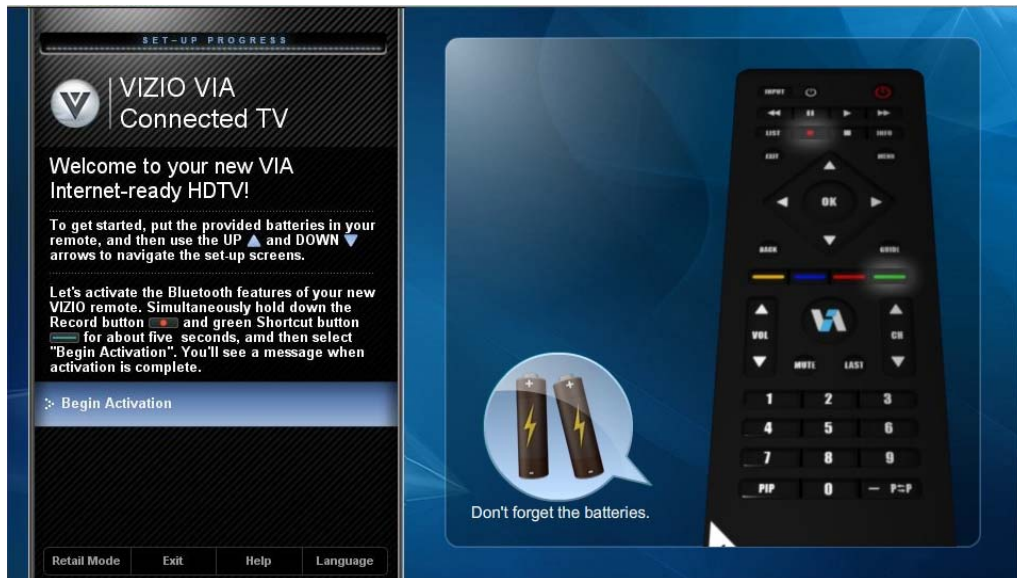 SET-UP PROGRESS
VIZIO VIA
Connected TV
Welcome to your new VIA
Internet-ready HDTV!
To get started, put the provided batteries in your
remote, and then use the UP and DOWN
arrows to navigate the set-up screens.
Let's activate the Bluetooth features of your new
VIZIO remote. Simultaneously hold down the
Record button and green Shortcut button
for about five seconds, amd then select
"Begin Activation". You'll see a message when
activation is complete.
> Begin Activation
Retail Mode Exit Help Language
Don't forget the batteries.
INPUT
LIST INFO
EXIT MENU
OK
BACK GUIDE
VOL CH
MUTE LAST
1 2 3
4 5 6
7 8 9
PIP 0 — P⇆P